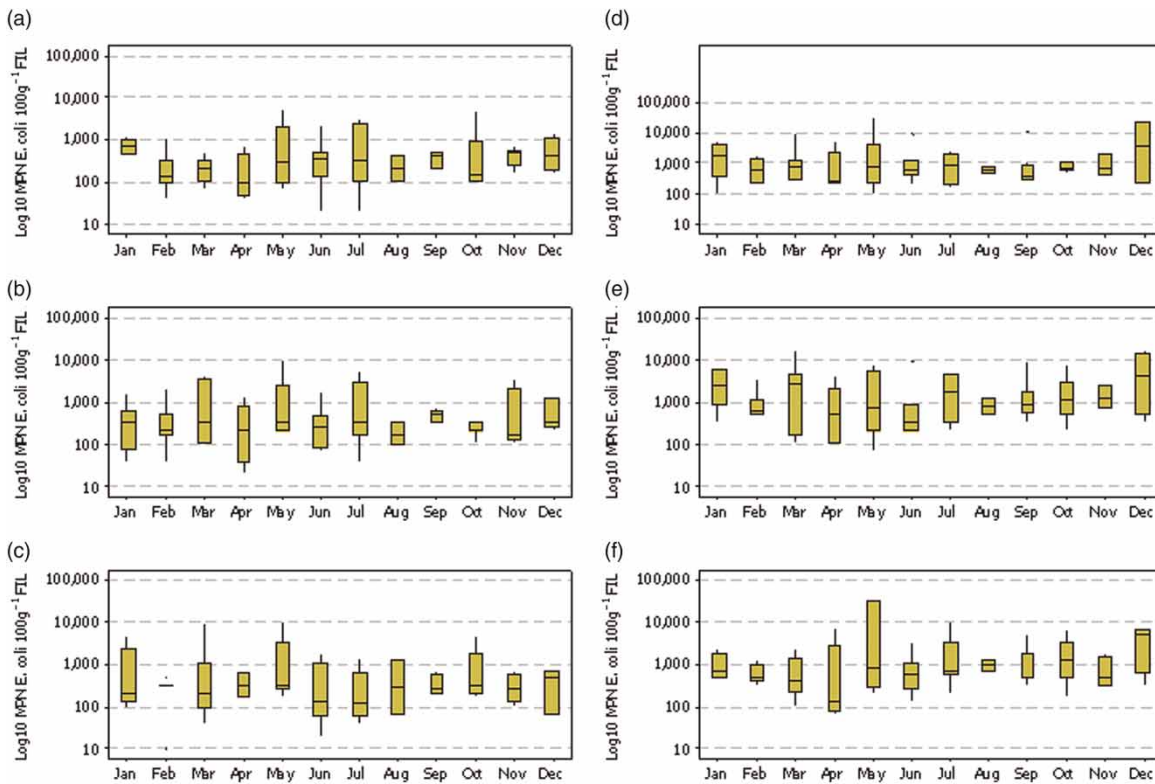 (a)
Log10 MPN E. coli 100g⁻¹ FIL
100,000
10,000
1,000
100
10
Jan Feb Mar Apr May Jun Jul Aug Sep Oct Nov Dec
(d)
Log10 MPN E. coli 100g⁻¹ FIL
100,000
10,000
1,000
100
10
Jan Feb Mar Apr May Jun Jul Aug Sep Oct Nov Dec
(b)
Log10 MPN E. coli 100g⁻¹ FIL
100,000
10,000
1,000
100
10
Jan Feb Mar Apr May Jun Jul Aug Sep Oct Nov Dec
(e)
Log10 MPN E. coli 100g⁻¹ FIL
100,000
10,000
1,000
100
10
Jan Feb Mar Apr May Jun Jul Aug Sep Oct Nov Dec
(c)
Log10 MPN E. coli 100g⁻¹ FIL
100,000
10,000
1,000
100
10
Jan Feb Mar Apr May Jun Jul Aug Sep Oct Nov Dec
(f)
Log10 MPN E. coli 100g⁻¹ FIL
100,000
10,000
1,000
100
10
Jan Feb Mar Apr May Jun Jul Aug Sep Oct Nov Dec